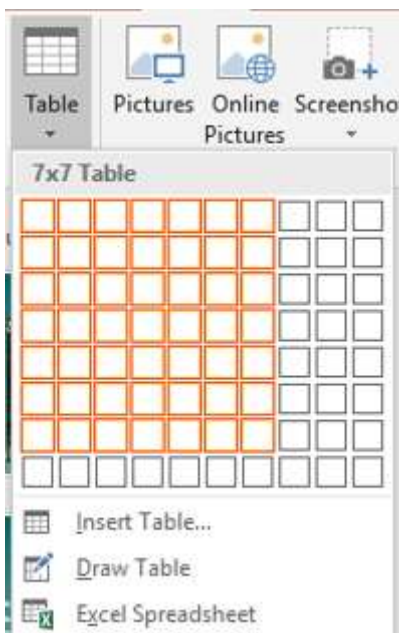 Table Pictures Online Screensho
Pictures
7x7 Table
Insert Table...
Draw Table
Excel Spreadsheet